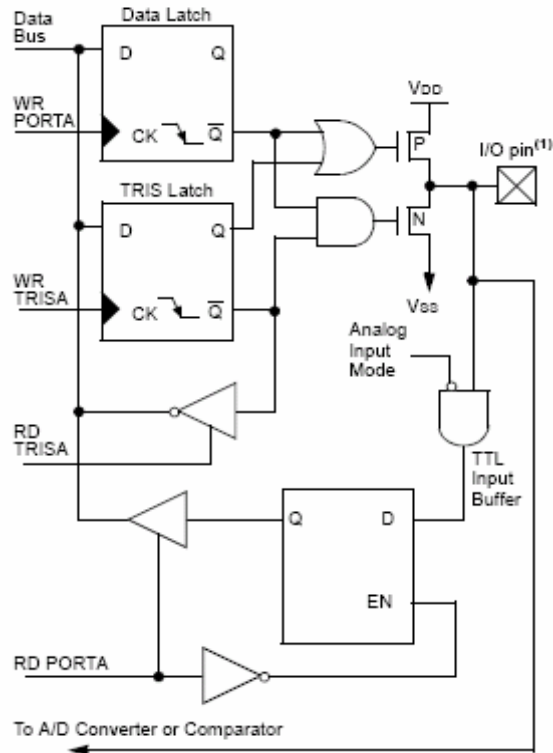 Data
Bus
Data Latch
D
Q
WR
PORTA
CK
Q
VDD
P
I/O pin(1)
TRIS Latch
D
Q
N
WR
TRISA
CK
Q
VSS
Analog
Input
Mode
RD
TRISA
TTL
Input
Buffer
Q
D
EN
RD PORTA
To A/D Converter or Comparator